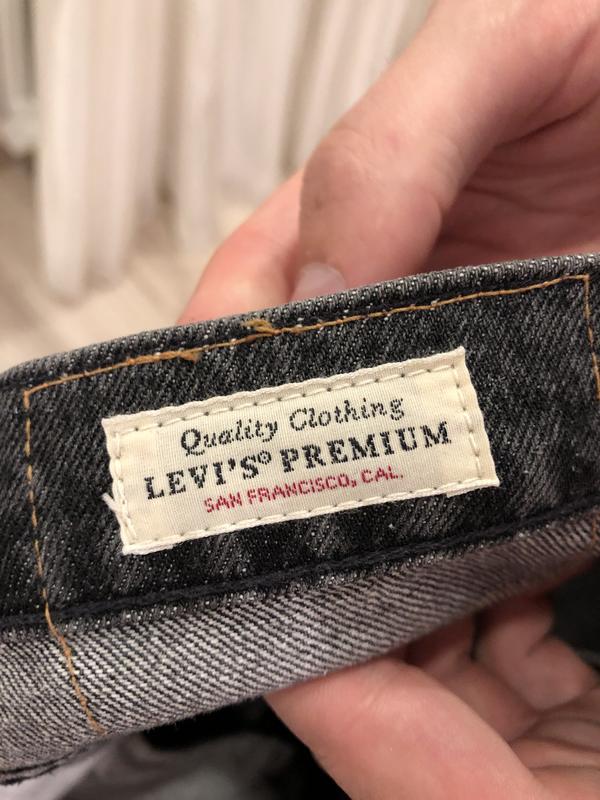 Quality Clothing
LEVI'S® PREMIUM
SAN FRANCISCO, CAL.